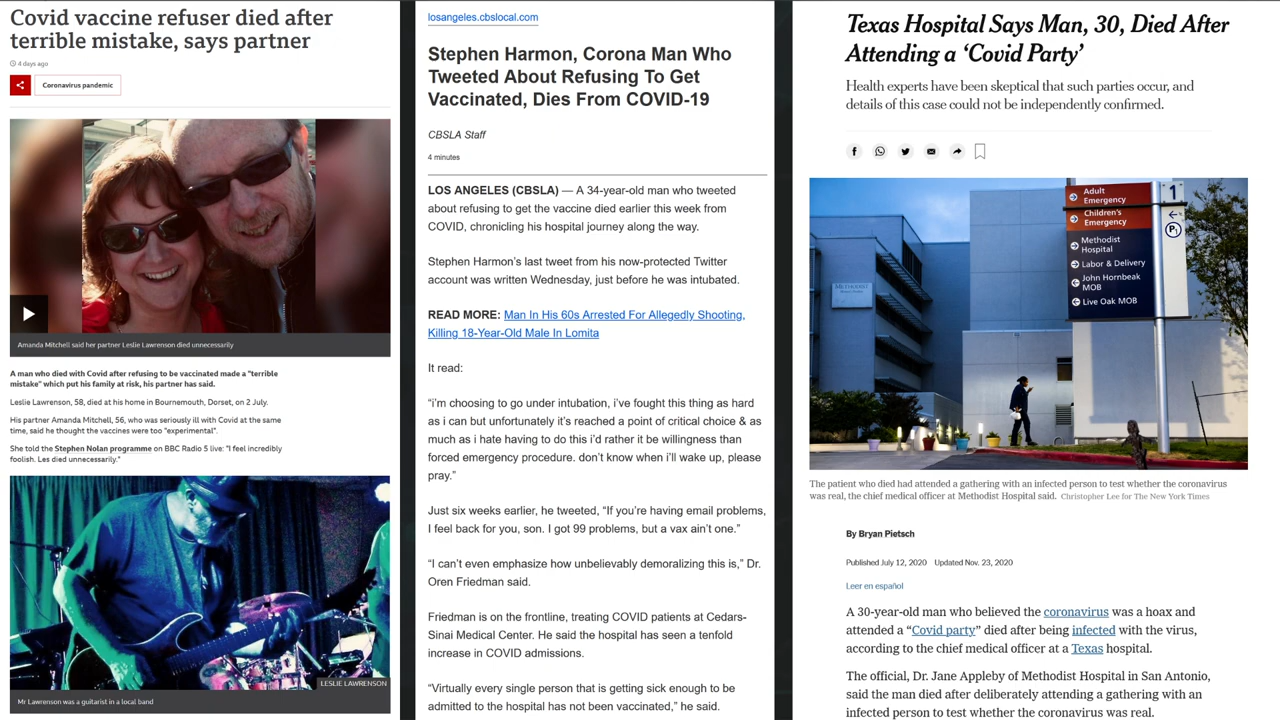 Covid vaccine refuser died after
terrible mistake, says partner
4 days ago
Coronavirus pandemic
Amanda Mitchell said her partner Leslie Lawrenson died unnecessarily
A man who died with Covid after refusing to be vaccinated made a "terrible
mistake" which put his family at risk, his partner has said.
Leslie Lawrenson, 58, died at his home in Bournemouth, Dorset, on 2 July.
His partner Amanda Mitchell, 56, who was seriously ill with Covid at the same
time, said he thought the vaccines were too "experimental".
She told the Stephen Nolan programme on BBC Radio 5 live: "I feel incredibly
foolish. Les died unnecessarily."
LESLIE LAWRENSON
Mr Lawrenson was a guitarist in a local band
losangeles.cbslocal.com
Stephen Harmon, Corona Man Who
Tweeted About Refusing To Get
Vaccinated, Dies From COVID-19
CBSLA Staff
4 minutes
LOS ANGELES (CBSLA) — A 34-year-old man who tweeted
about refusing to get the vaccine died earlier this week from
COVID, chronicling his hospital journey along the way.
Stephen Harmon's last tweet from his now-protected Twitter
account was written Wednesday, just before he was intubated.
READ MORE: Man In His 60s Arrested For Allegedly Shooting,
Killing 18-Year-Old Male In Lomita
It read:
“i'm choosing to go under intubation, i've fought this thing as hard
as i can but unfortunately it's reached a point of critical choice & as
much as i hate having to do this i'd rather it be willingness than
forced emergency procedure. don't know when i'll wake up, please
pray.”
Just six weeks earlier, he tweeted, “If you're having email problems,
I feel back for you, son. I got 99 problems, but a vax ain't one.”
“I can't even emphasize how unbelievably demoralizing this is,” Dr.
Oren Friedman said.
Friedman is on the frontline, treating COVID patients at Cedars-
Sinai Medical Center. He said the hospital has seen a tenfold
increase in COVID admissions.
“Virtually every single person that is getting sick enough to be
admitted to the hospital has not been vaccinated,” he said.
Texas Hospital Says Man, 30, Died After
Attending a ‘Covid Party’
Health experts have been skeptical that such parties occur, and
details of this case could not be independently confirmed.
Adult
Emergency
Children's
Emergency
Methodist
Hospital
Labor & Delivery
John Hornbeak
MOB
Live Oak MOB
1
P1
METHODIST
The patient who died had attended a gathering with an infected person to test whether the coronavirus
was real, the chief medical officer at Methodist Hospital said. Christopher Lee for The New York Times
By Bryan Pietsch
Published July 12, 2020 Updated Nov. 23, 2020
Leer en español
A 30-year-old man who believed the coronavirus was a hoax and
attended a “Covid party” died after being infected with the virus,
according to the chief medical officer at a Texas hospital.
The official, Dr. Jane Appleby of Methodist Hospital in San Antonio,
said the man died after deliberately attending a gathering with an
infected person to test whether the coronavirus was real.